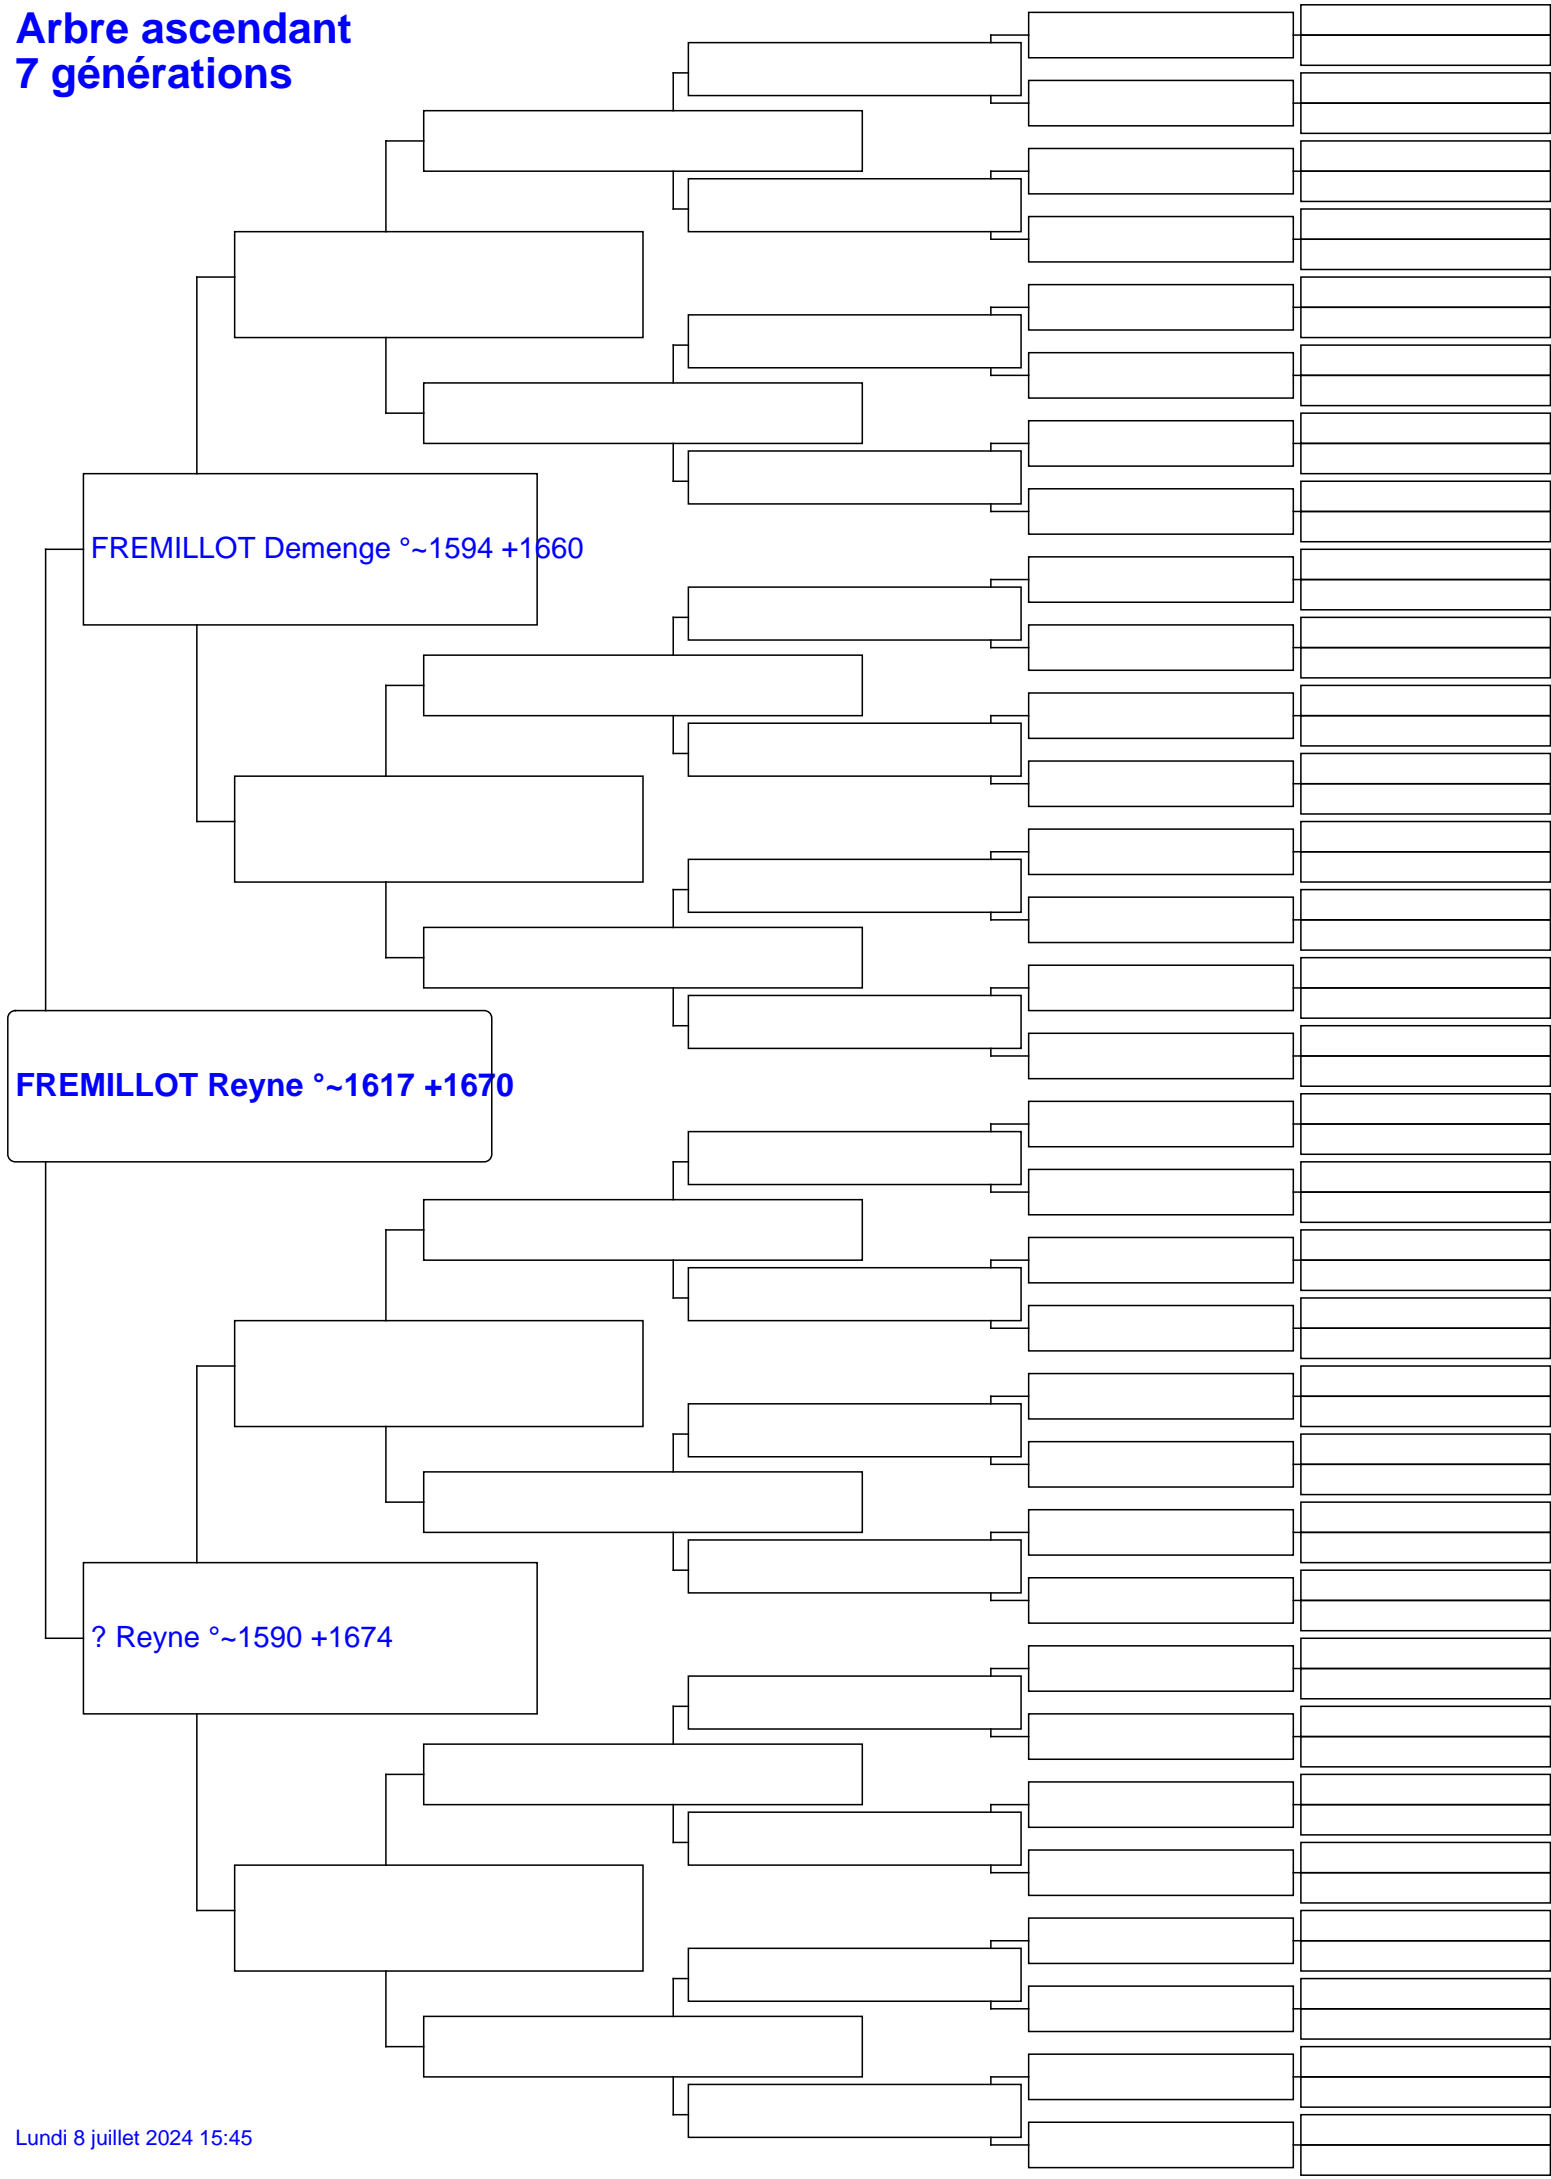 Arbre ascendant
7 générations
FREMILLOT Demenge °~1594 +1660
FREMILLOT Reyne °~1617 +1670
? Reyne °~1590 +1674
Lundi 8 juillet 2024 15:45